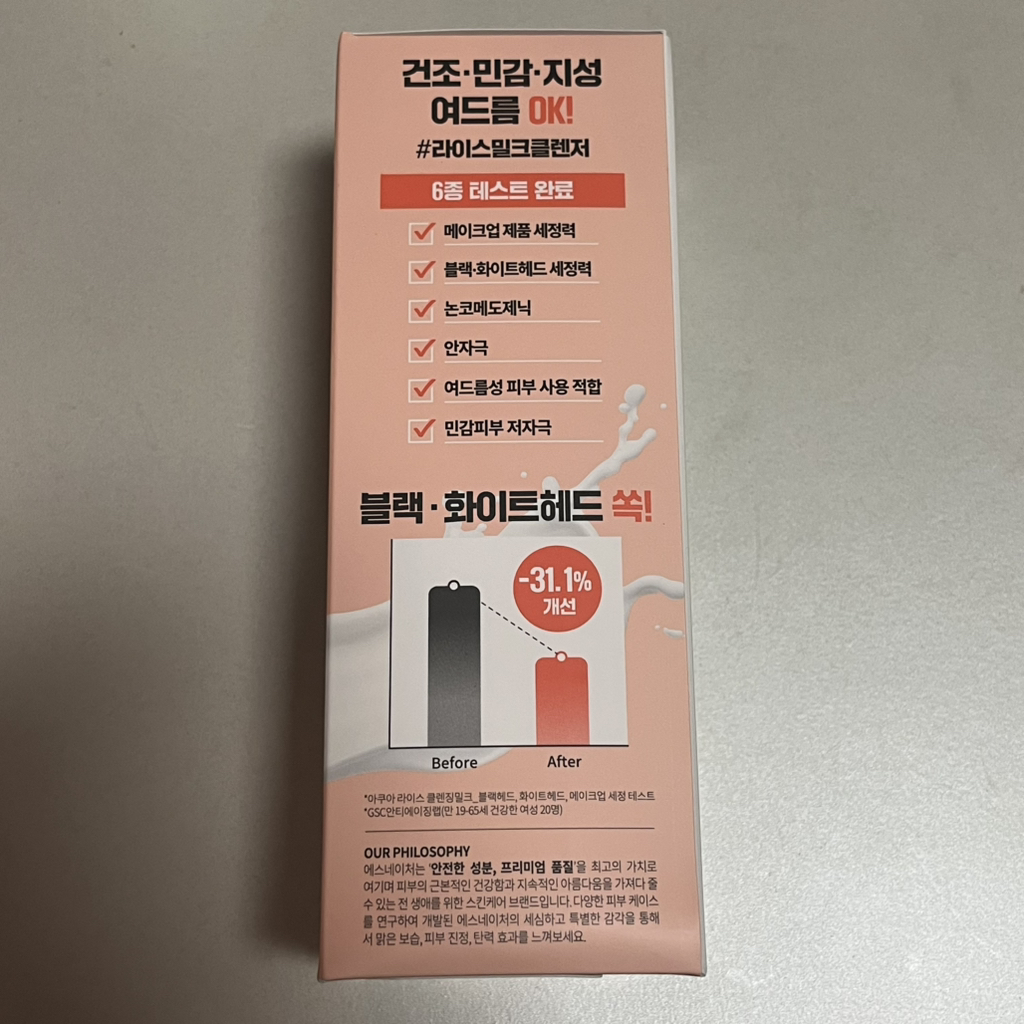 건조·민감·지성
여드름 OK!
#라이스밀크클렌저
6종 테스트 완료
메이크업 제품 세정력
블랙·화이트헤드 세정력
논코메도제닉
안자극
여드름성 피부 사용 적합
민감피부 저자극
블랙·화이트헤드 쏙!
-31.1%
개선
Before
After
*아쿠아 라이스 클렌징밀크_블랙헤드, 화이트헤드, 메이크업 세정 테스트
*GSC안티에이징랩(만 19-65세 건강한 여성 20명)
OUR PHILOSOPHY
에스네이처는 '안전한 성분, 프리미엄 품질'을 최고의 가치로
여기며 피부의 근본적인 건강함과 지속적인 아름다움을 가져다 줄
수 있는 전 생애를 위한 스킨케어 브랜드입니다. 다양한 피부 케이스
를 연구하여 개발된 에스네이처의 세심하고 특별한 감각을 통해
서 맑은 보습, 피부 진정, 탄력 효과를 느껴보세요.